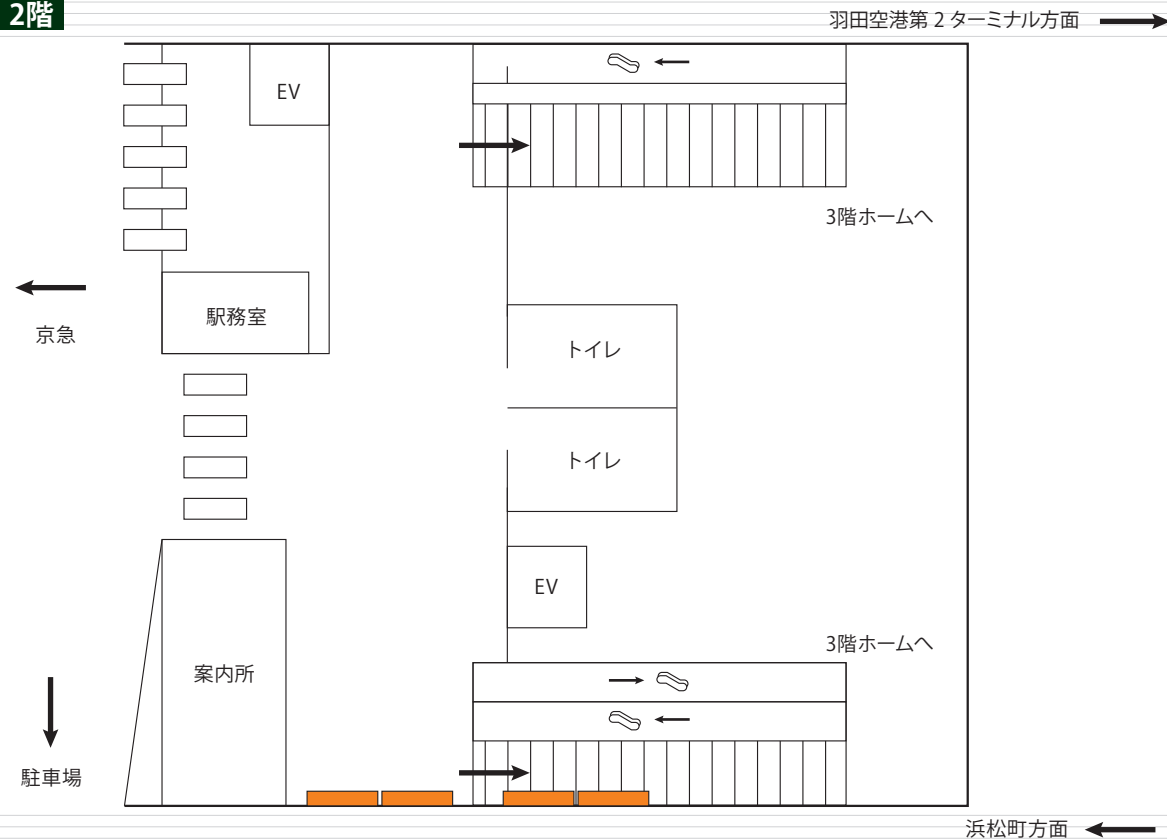 2階
羽田空港第2ターミナル方面
EV
3階ホームへ
京急
駅務室
トイレ
トイレ
EV
3階ホームへ
案内所
駐車場
浜松町方面